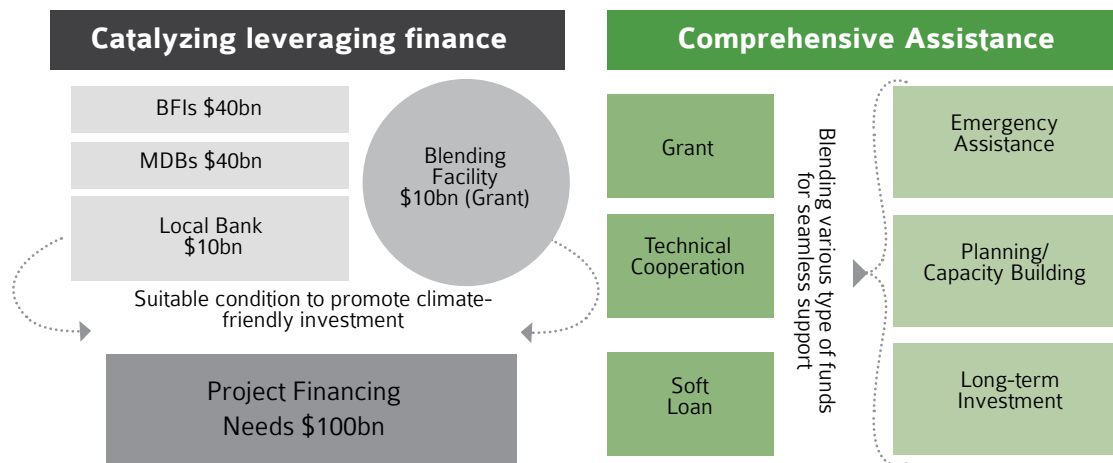 Catalyzing leveraging finance
BFIs $40bn
MDBs $40bn
Local Bank
$10bn
Blending
Facility
$10bn (Grant)
Suitable condition to promote climate-
friendly investment
Project Financing
Needs $100bn
Comprehensive Assistance
Grant
Technical
Cooperation
Soft
Loan
Blending various type of funds
for seamless support
Emergency
Assistance
Planning/
Capacity Building
Long-term
Investment